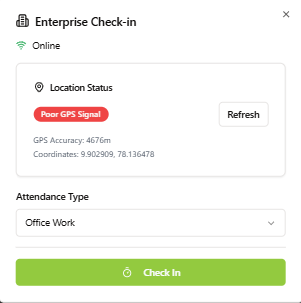 Enterprise Check-in
Online
Location Status
Poor GPS Signal
Refresh
GPS Accuracy: 4676m
Coordinates: 9.902909, 78.136478
Attendance Type
Office Work
Check In